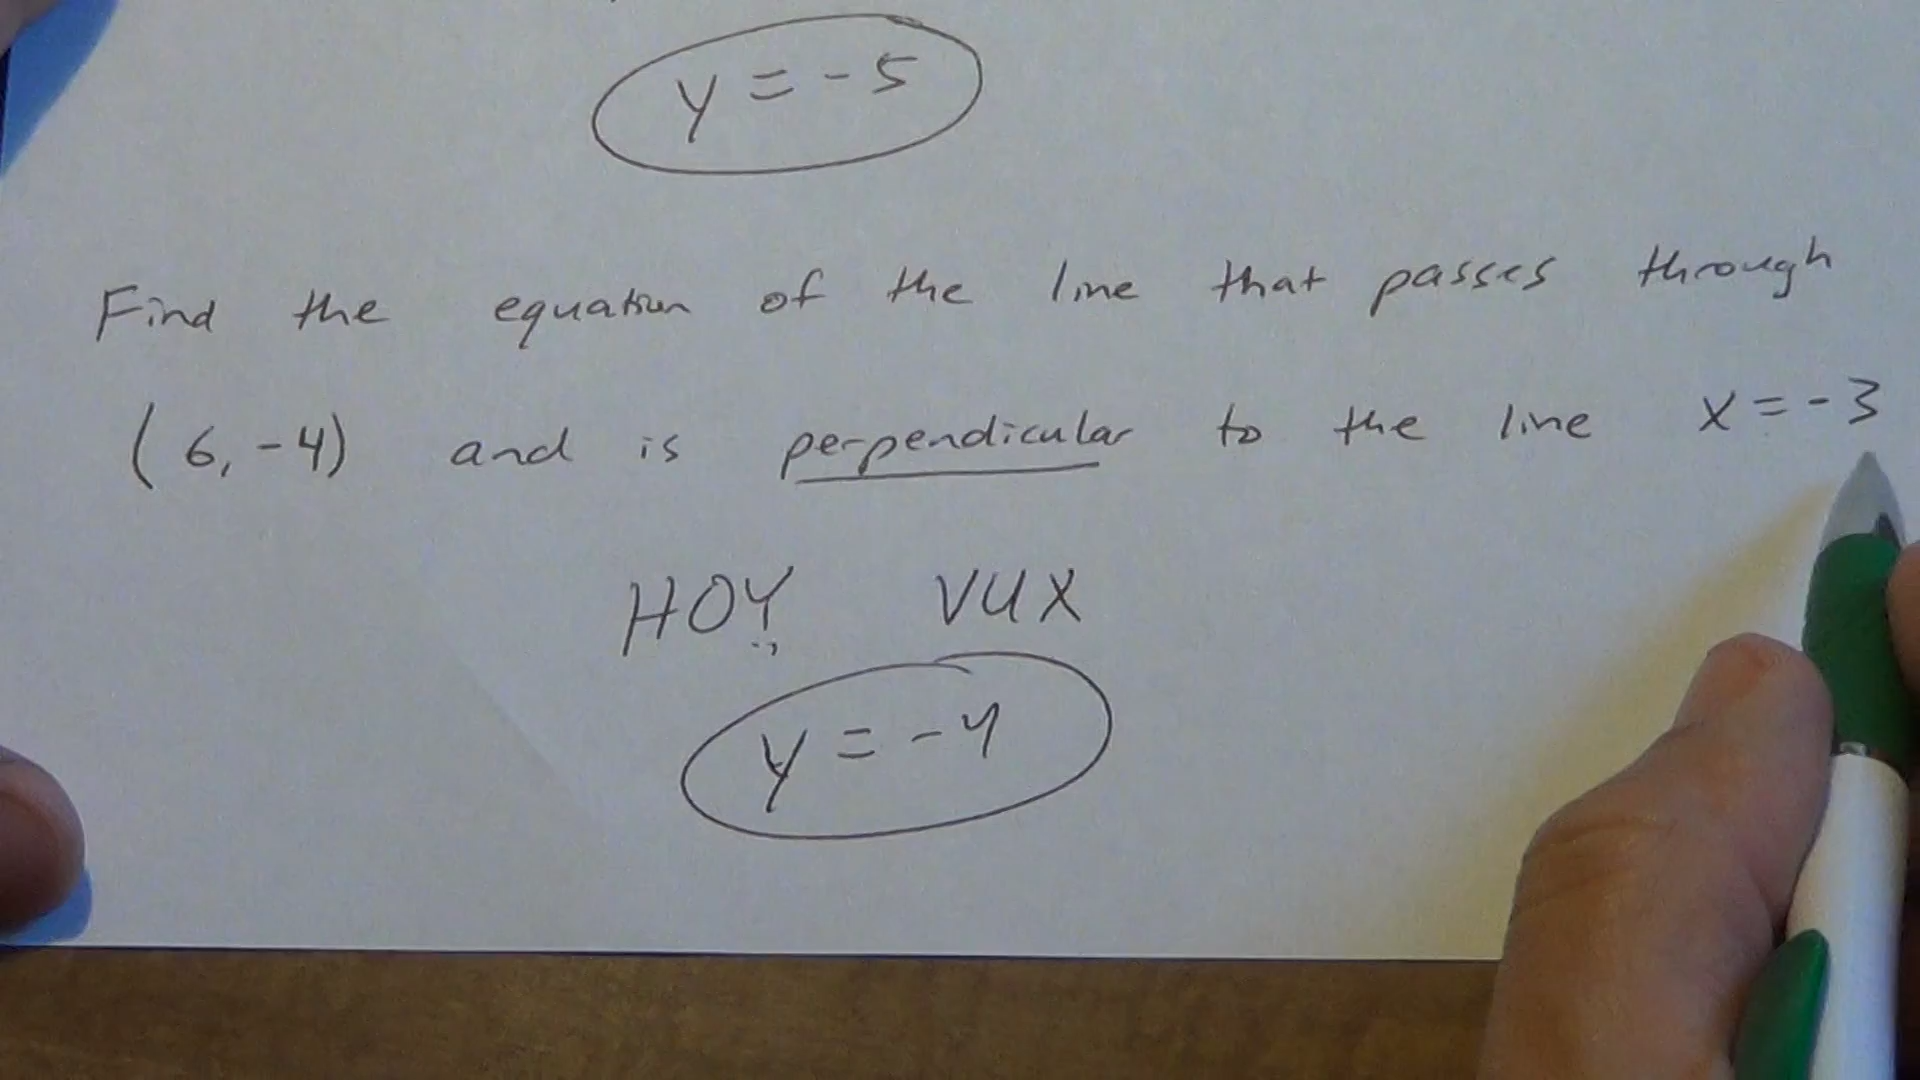 y = -5
Find the equation of the line that passes through
(6, -4) and is perpendicular to the line x = -3
HOY VUX
y = -4